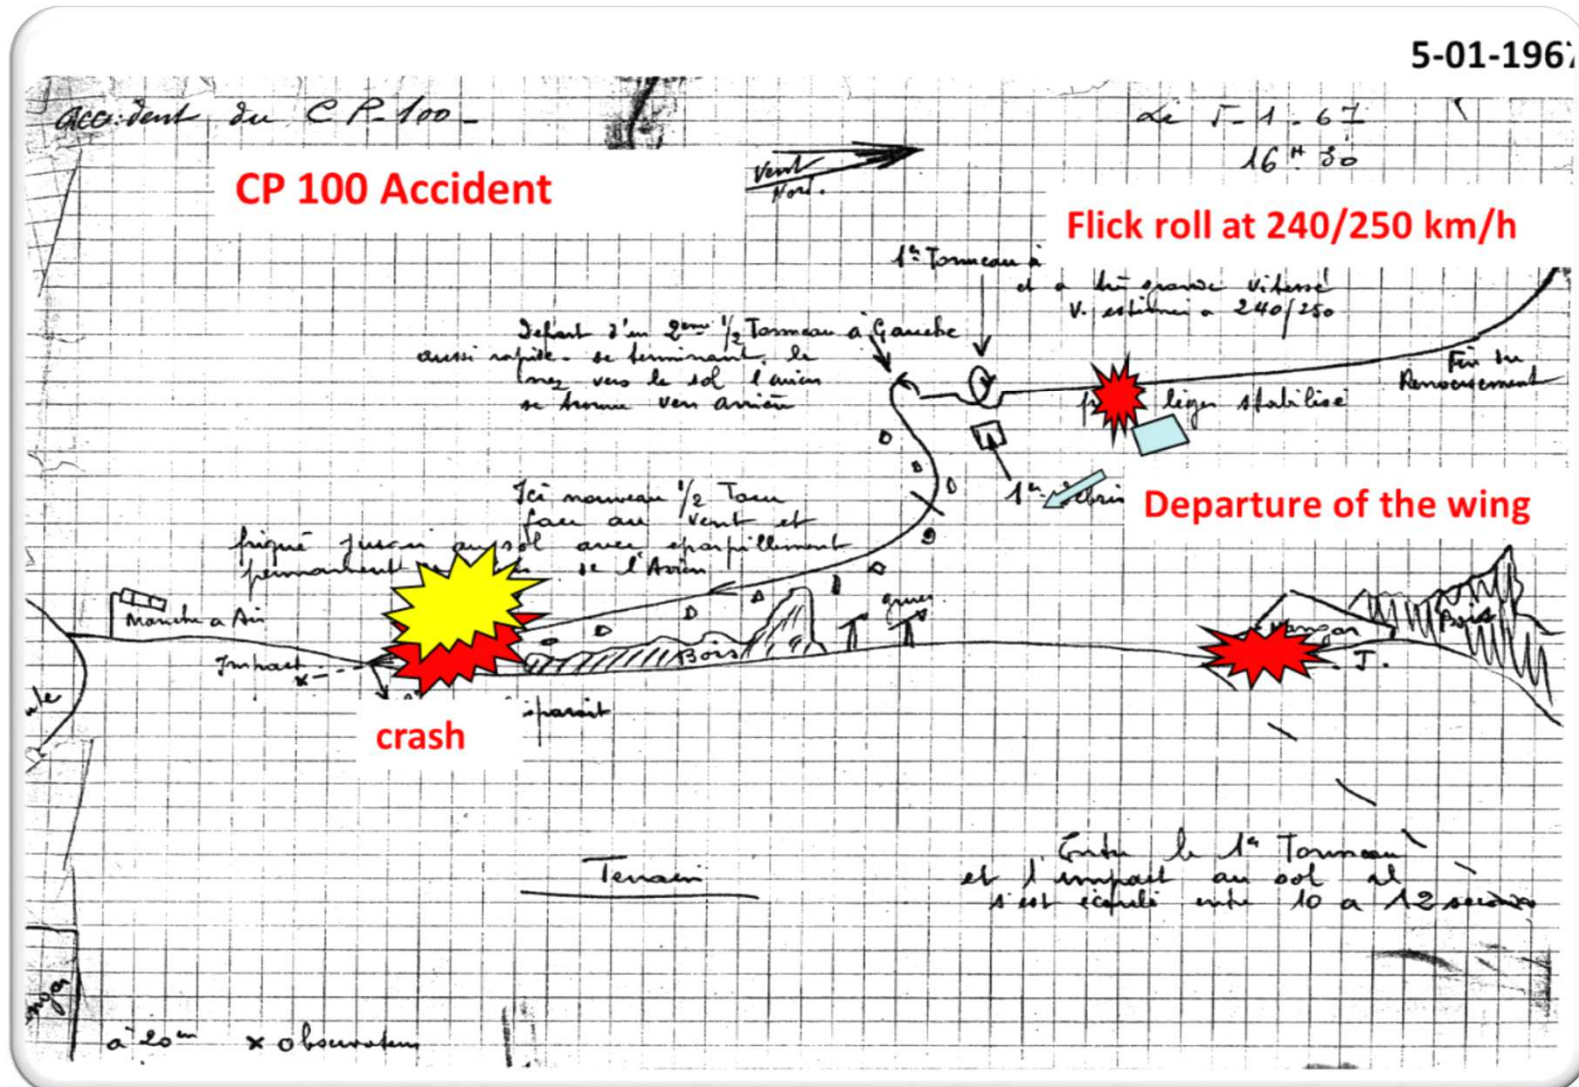 5-01-1967
accident du CP-100-
Le 5-1-67
16H30
CP 100 Accident
Vent
Nord.
Flick roll at 240/250 km/h
1er Tonneau à
et a très grande vitesse
V. estimée a 240/250
Départ d'un 2eme 1/2 Tonneau à Gauche
aussi rapide. se terminant le
nez vers le sol l'avion
se trouve vers arrière
Fin du
Renversement
léger stabilisé
1er debris
Departure of the wing
Ici nouveau 1/2 Tour
face au vent et
piqué jusqu'au sol avec eparpillement
permanent de l'Avion
Manche a Air
grues
Hangar
Bois
Bois
Impact
T.
crash
Terrain
Entre le 1er Tonneau
et l'impact au sol il
s'est écoulé entre 10 a 12 secondes
à 20m x observateur